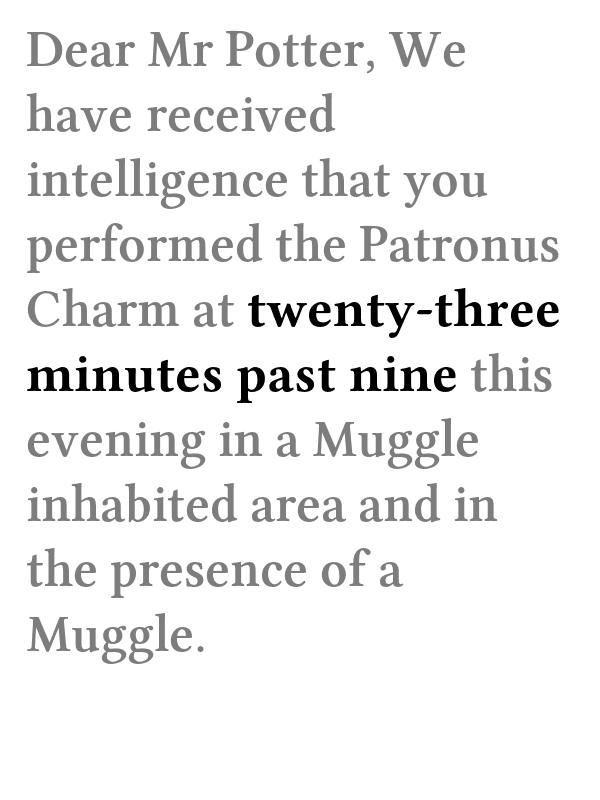 Dear Mr Potter, We
have received
intelligence that you
performed the Patronus
Charm at twenty-three
minutes past nine this
evening in a Muggle
inhabited area and in
the presence of a
Muggle.